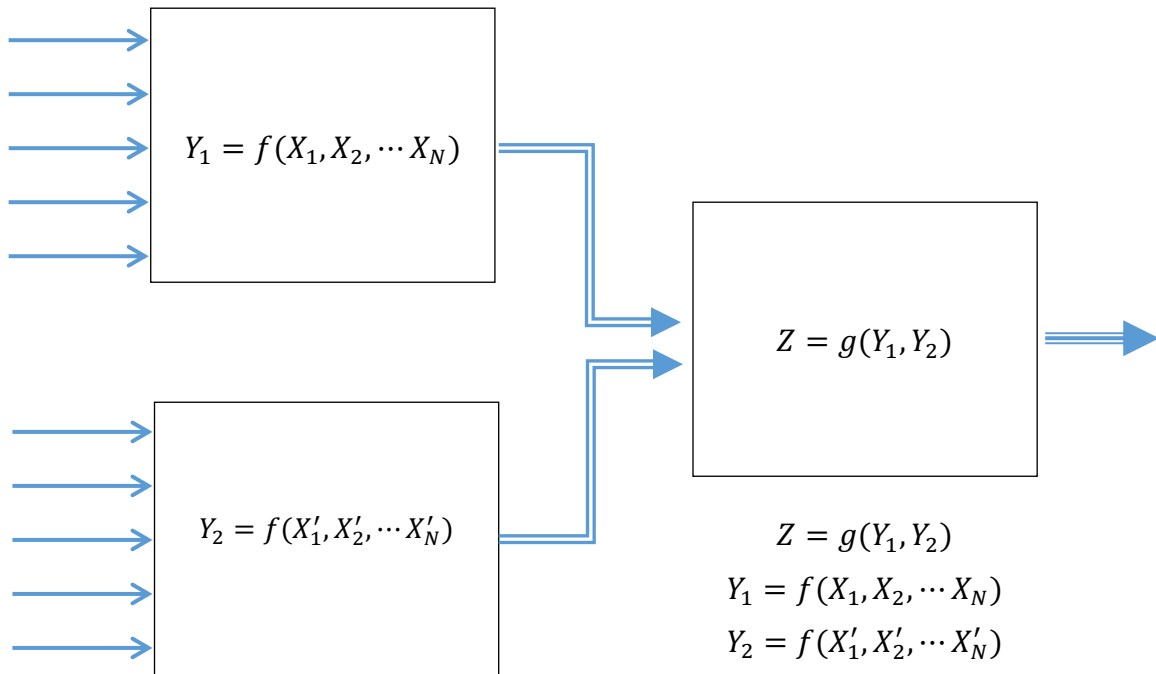 Y₁ = f(X₁, X₂, ⋯ X_N)
Z = g(Y₁, Y₂)
Y₂ = f(X′₁, X′₂, ⋯ X′_N)
Z = g(Y₁, Y₂)
Y₁ = f(X₁, X₂, ⋯ X_N)
Y₂ = f(X′₁, X′₂, ⋯ X′_N)